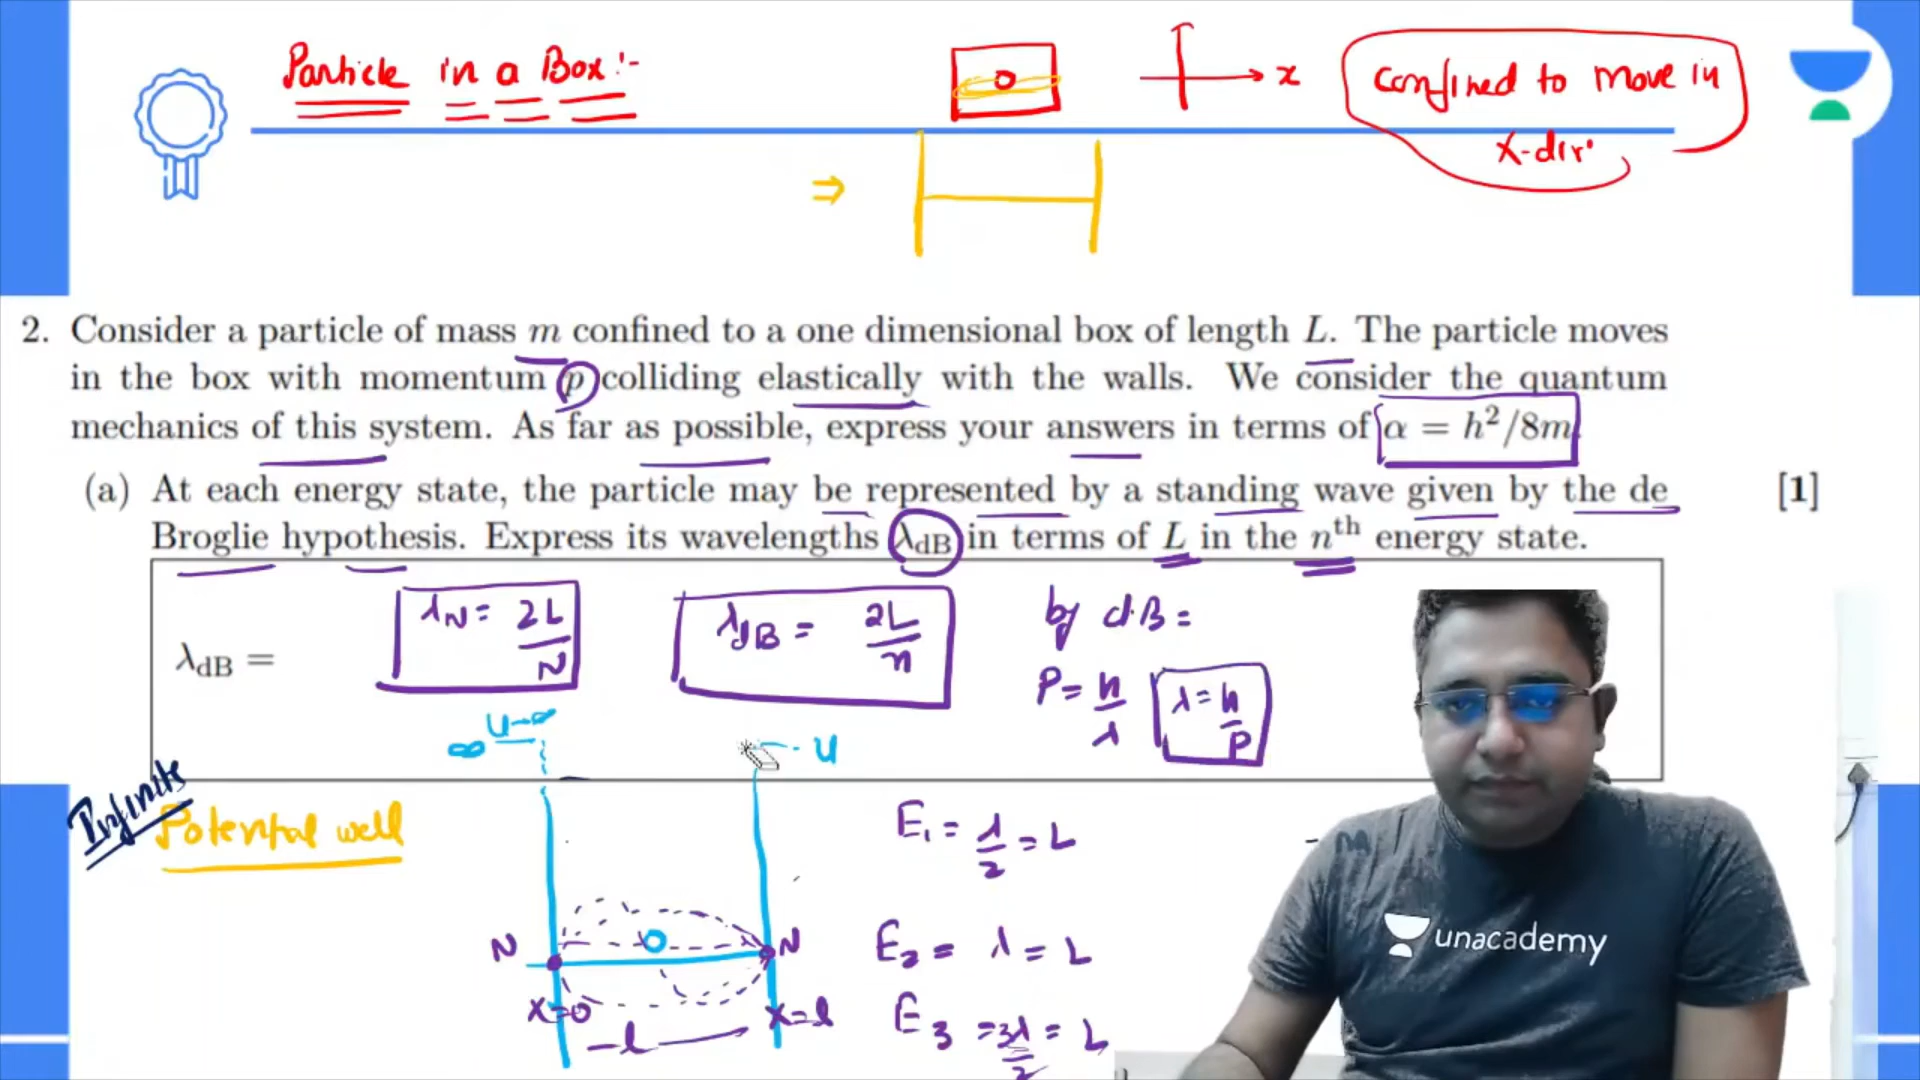 Particle in a Box :-
0
x
Confined to move in
x-dirⁿ
⇒
2. Consider a particle of mass m confined to a one dimensional box of length L. The particle moves
in the box with momentum p colliding elastically with the walls. We consider the quantum
mechanics of this system. As far as possible, express your answers in terms of α = h²/8m.
(a) At each energy state, the particle may be represented by a standing wave given by the de [1]
Broglie hypothesis. Express its wavelengths λdB in terms of L in the nth energy state.
λdB =
λN = 2L/N
λdB = 2L/n
by d.B =
P = h/λ
λ = h/P
∞ U→∞
U
Infinite
Potential well
E₁ = λ/2 = L
N N
E₂ = λ = L
x=0 x=l
l
E₃ = 3λ/2 = L
unacademy